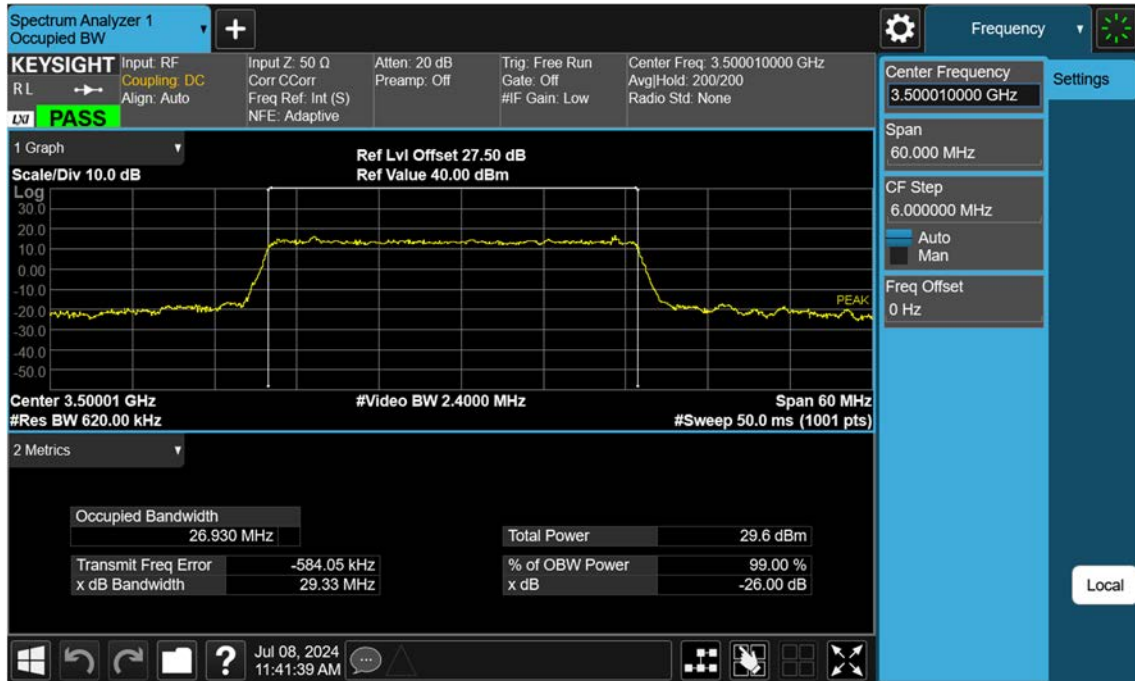 Spectrum Analyzer 1
Occupied BW
+
Frequency
KEYSIGHT
R L
LXI PASS
Input: RF
Coupling: DC
Align: Auto
Input Z: 50 Ω
Corr CCorr
Freq Ref: Int (S)
NFE: Adaptive
Atten: 20 dB
Preamp: Off
Trig: Free Run
Gate: Off
#IF Gain: Low
Center Freq: 3.500010000 GHz
Avg|Hold: 200/200
Radio Std: None
1 Graph
Scale/Div 10.0 dB
Ref Lvl Offset 27.50 dB
Ref Value 40.00 dBm
Log
30.0
20.0
10.0
0.00
-10.0
-20.0
-30.0
-40.0
-50.0
PEAK
Center 3.50001 GHz
#Res BW 620.00 kHz
#Video BW 2.4000 MHz
Span 60 MHz
#Sweep 50.0 ms (1001 pts)
2 Metrics
Occupied Bandwidth
26.930 MHz
Transmit Freq Error -584.05 kHz
x dB Bandwidth 29.33 MHz
Total Power 29.6 dBm
% of OBW Power 99.00 %
x dB -26.00 dB
Center Frequency
3.500010000 GHz
Span
60.000 MHz
CF Step
6.000000 MHz
Auto
Man
Freq Offset
0 Hz
Settings
Local
?
Jul 08, 2024
11:41:39 AM